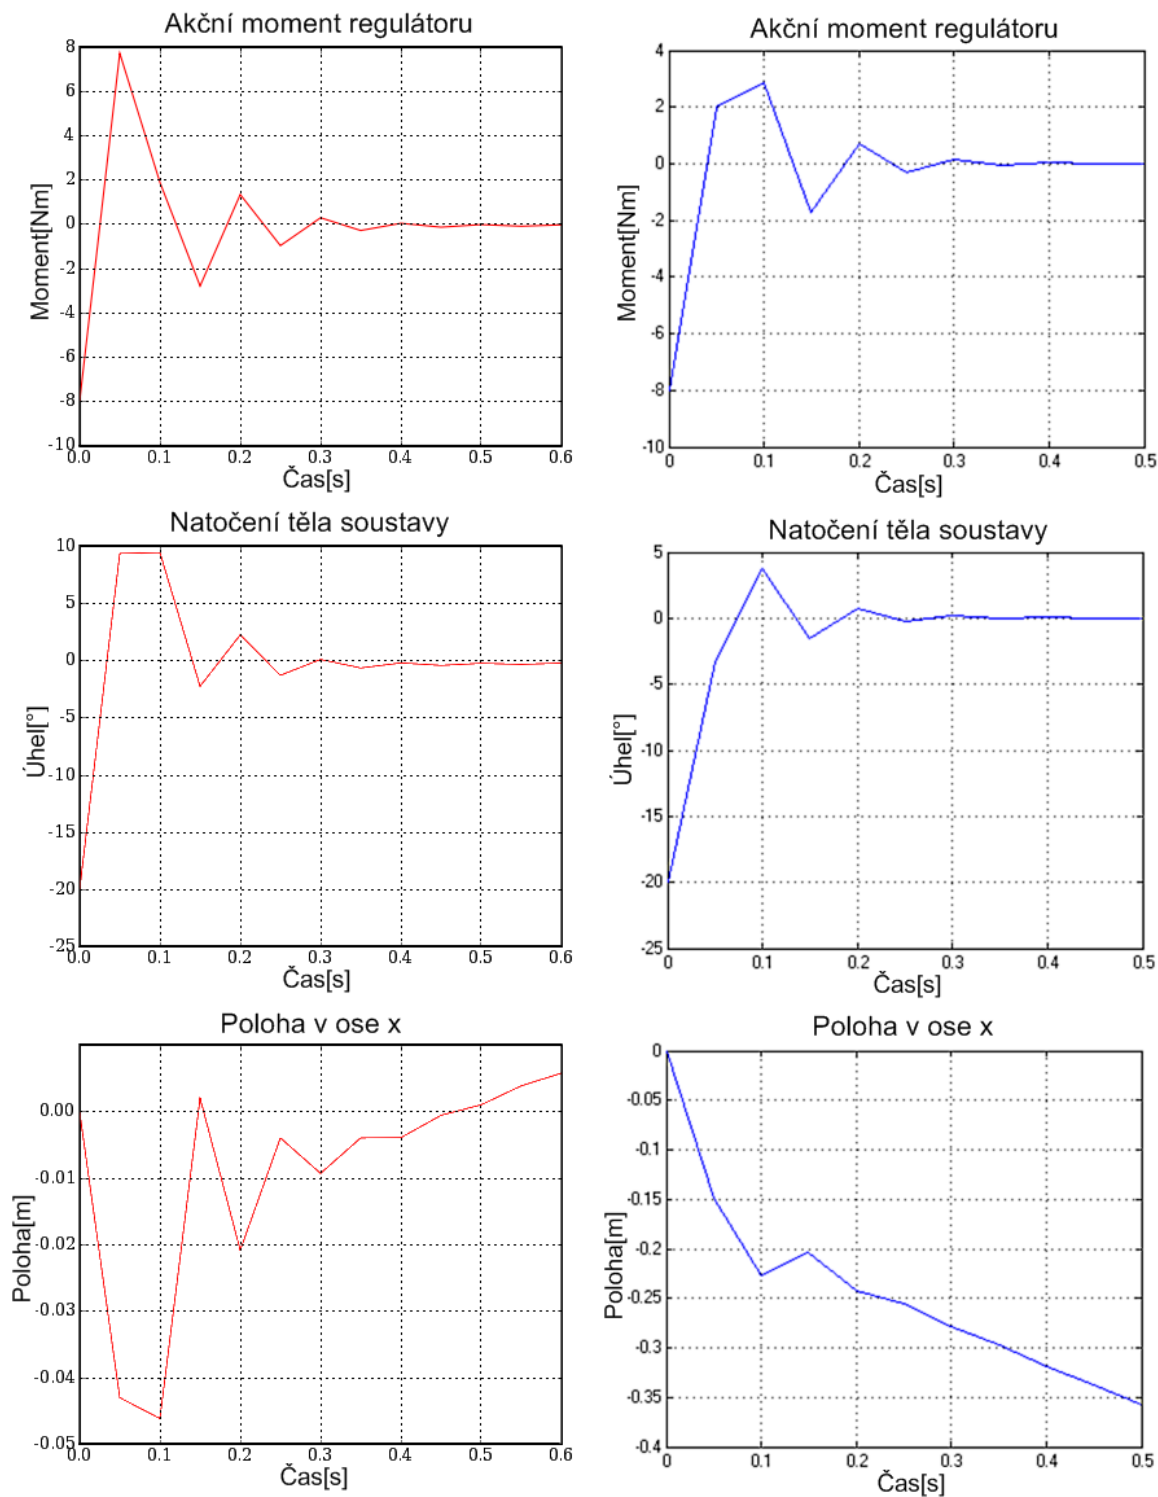 Akční moment regulátoru
8
6
4
2
0
-2
-4
-6
-8
-10
Moment[Nm]
0.0 0.1 0.2 0.3 0.4 0.5 0.6
Čas[s]
Akční moment regulátoru
4
2
0
-2
-4
-6
-8
-10
Moment[Nm]
0 0.1 0.2 0.3 0.4 0.5
Čas[s]
Natočení těla soustavy
10
5
0
-5
-10
-15
-20
-25
Úhel[°]
0.0 0.1 0.2 0.3 0.4 0.5 0.6
Čas[s]
Natočení těla soustavy
5
0
-5
-10
-15
-20
-25
Úhel[°]
0 0.1 0.2 0.3 0.4 0.5
Čas[s]
Poloha v ose x
0.00
-0.01
-0.02
-0.03
-0.04
-0.05
Poloha[m]
0.0 0.1 0.2 0.3 0.4 0.5 0.6
Čas[s]
Poloha v ose x
0
-0.05
-0.1
-0.15
-0.2
-0.25
-0.3
-0.35
-0.4
Poloha[m]
0 0.1 0.2 0.3 0.4 0.5
Čas[s]